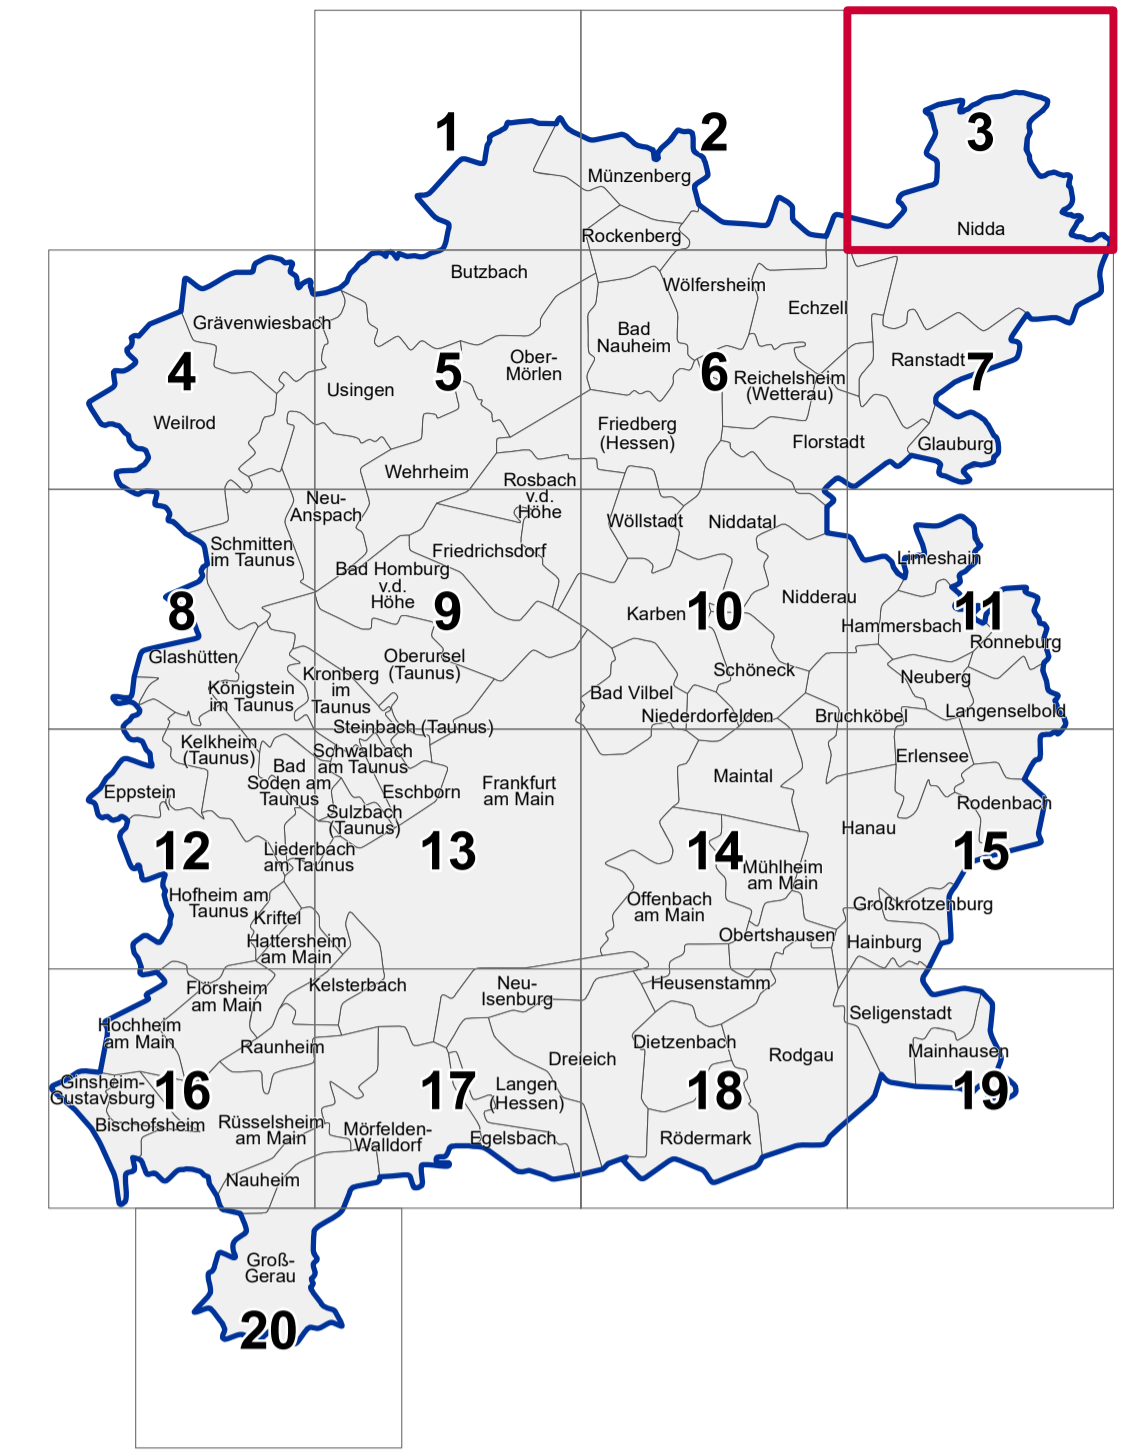 1
2
3
Münzenberg
Nidda
Rockenberg
Butzbach
Wölfersheim
Echzell
Grävenwiesbach
Bad
Nauheim
Ober-
Mörlen
Ranstadt
4
5
6
7
Usingen
Reichelsheim
(Wetterau)
Weilrod
Friedberg
(Hessen)
Florstadt
Glauburg
Wehrheim
Rosbach
v.d.
Höhe
Neu-
Anspach
Wöllstadt
Niddatal
Schmitten
im Taunus
Friedrichsdorf
Limeshain
Bad Homburg
v.d.
Höhe
8
9
10
11
Nidderau
Karben
Hammersbach
Ronneburg
Glashütten
Oberursel
(Taunus)
Schöneck
Neuberg
Königstein
im Taunus
Kronberg
im
Taunus
Bad Vilbel
Niederdorfelden
Bruchköbel
Langenselbold
Steinbach (Taunus)
Kelkheim
(Taunus)
Schwalbach
am Taunus
Erlensee
Bad
Soden am
Taunus
Maintal
Eppstein
Eschborn
Frankfurt
am Main
Rodenbach
Sulzbach
(Taunus)
Hanau
12
13
14
15
Liederbach
am Taunus
Mühlheim
am Main
Hofheim am
Taunus
Offenbach
am Main
Großkrotzenburg
Kriftel
Hattersheim
am Main
Obertshausen
Hainburg
Flörsheim
am Main
Kelsterbach
Neu-
Isenburg
Heusenstamm
Seligenstadt
Hochheim
am Main
Raunheim
Dreieich
Dietzenbach
Rodgau
Mainhausen
Ginsheim-
Gustavsburg
16
17
18
19
Langen
(Hessen)
Bischofsheim
Rüsselsheim
am Main
Mörfelden-
Walldorf
Egelsbach
Rödermark
Nauheim
Groß-
Gerau
20